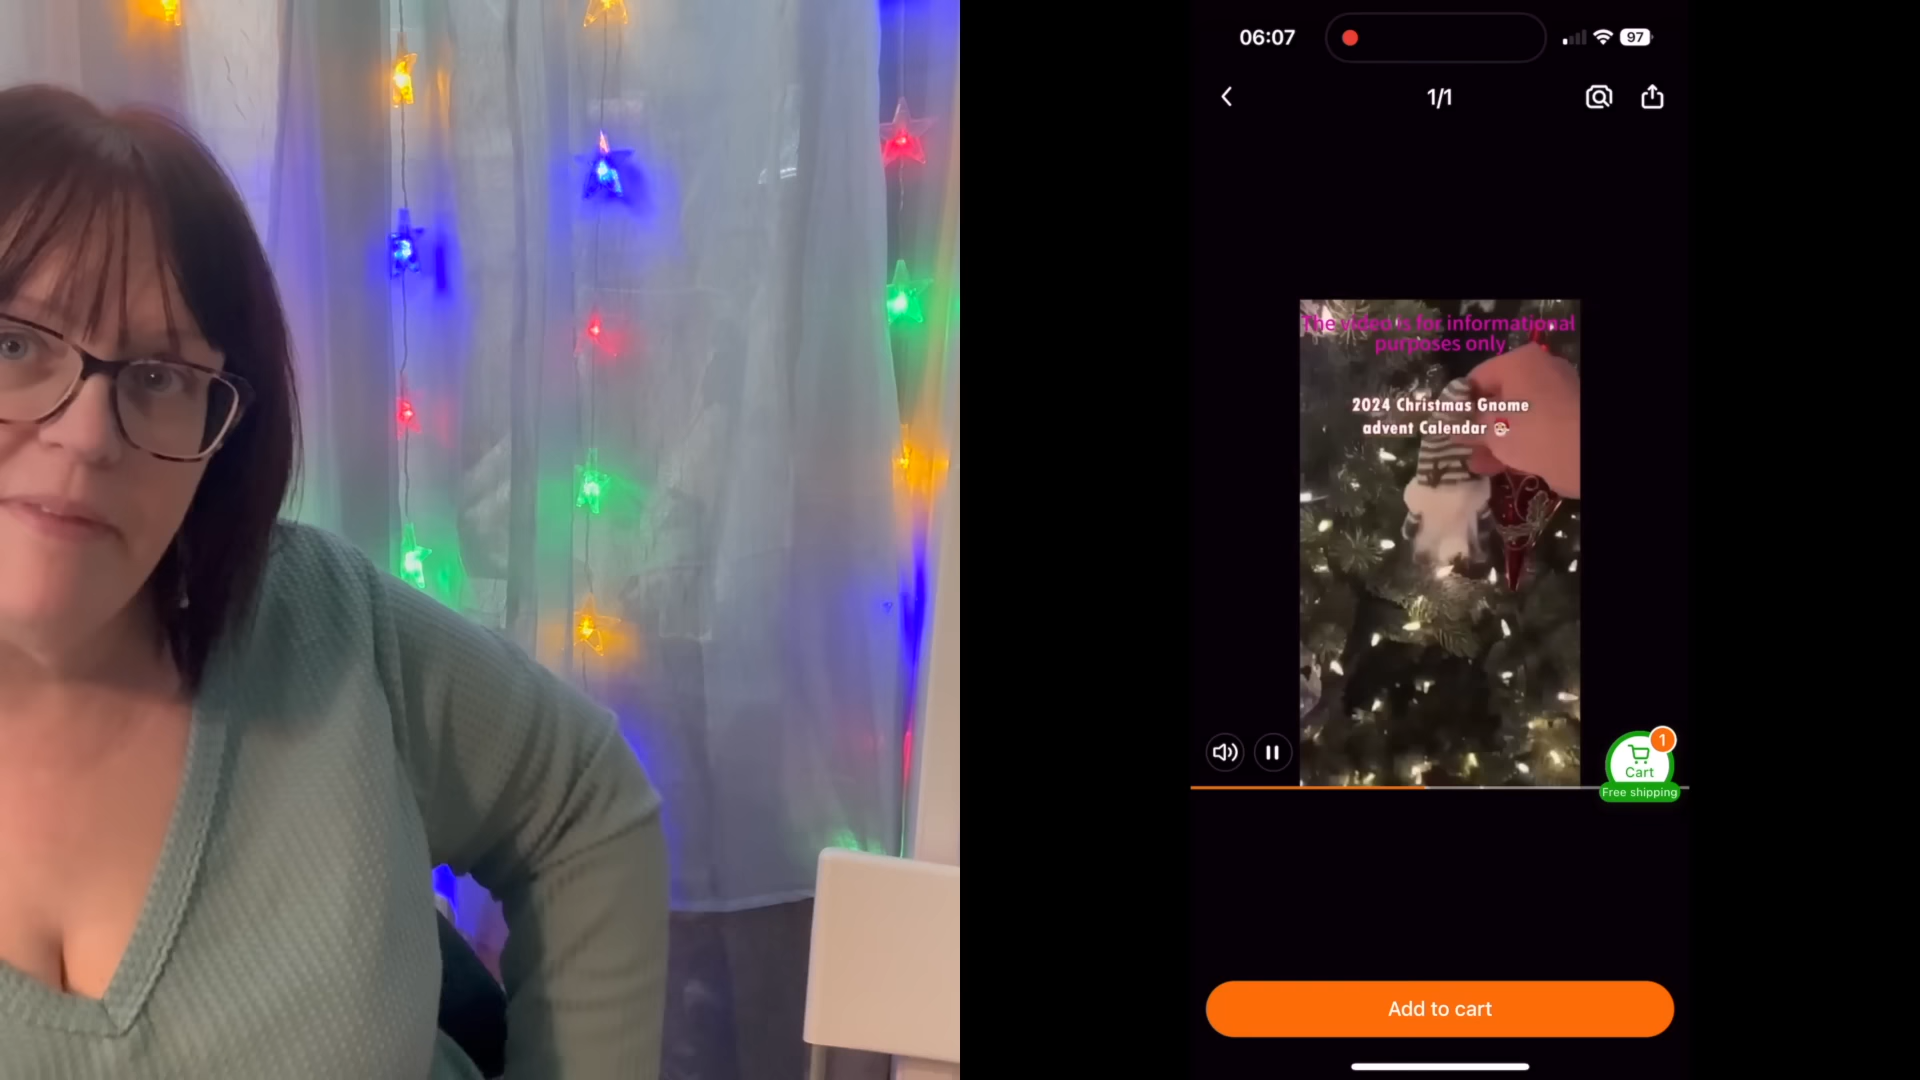 06:07
97
1/1
The video is for informational
purposes only
2024 Christmas Gnome
advent Calendar
1
Cart
Free shipping
Add to cart